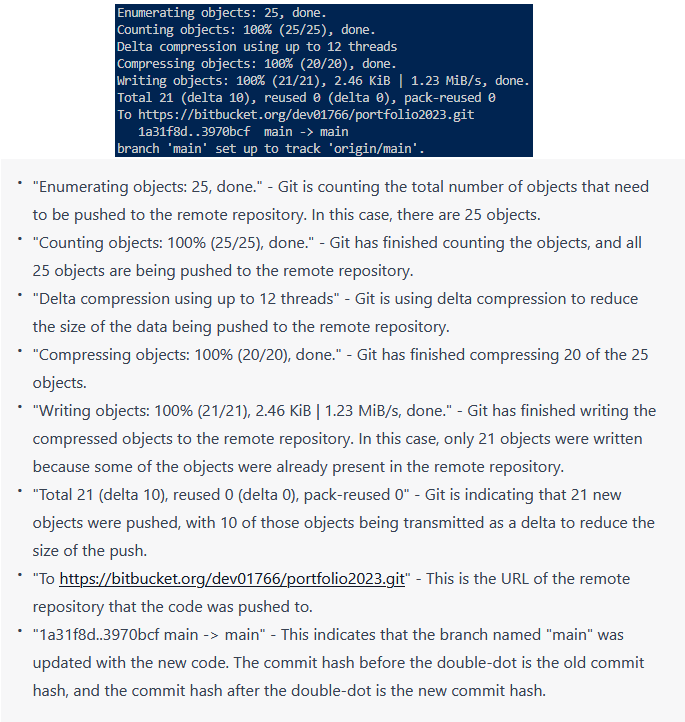 Enumerating objects: 25, done.
Counting objects: 100% (25/25), done.
Delta compression using up to 12 threads
Compressing objects: 100% (20/20), done.
Writing objects: 100% (21/21), 2.46 KiB | 1.23 MiB/s, done.
Total 21 (delta 10), reused 0 (delta 0), pack-reused 0
To https://bitbucket.org/dev01766/portfolio2023.git
   1a31f8d..3970bcf  main -> main
branch 'main' set up to track 'origin/main'.
• "Enumerating objects: 25, done." - Git is counting the total number of objects that need
to be pushed to the remote repository. In this case, there are 25 objects.
• "Counting objects: 100% (25/25), done." - Git has finished counting the objects, and all
25 objects are being pushed to the remote repository.
• "Delta compression using up to 12 threads" - Git is using delta compression to reduce
the size of the data being pushed to the remote repository.
• "Compressing objects: 100% (20/20), done." - Git has finished compressing 20 of the 25
objects.
• "Writing objects: 100% (21/21), 2.46 KiB | 1.23 MiB/s, done." - Git has finished writing the
compressed objects to the remote repository. In this case, only 21 objects were written
because some of the objects were already present in the remote repository.
• "Total 21 (delta 10), reused 0 (delta 0), pack-reused 0" - Git is indicating that 21 new
objects were pushed, with 10 of those objects being transmitted as a delta to reduce the
size of the push.
• "To https://bitbucket.org/dev01766/portfolio2023.git" - This is the URL of the remote
repository that the code was pushed to.
• "1a31f8d..3970bcf main -> main" - This indicates that the branch named "main" was
updated with the new code. The commit hash before the double-dot is the old commit
hash, and the commit hash after the double-dot is the new commit hash.